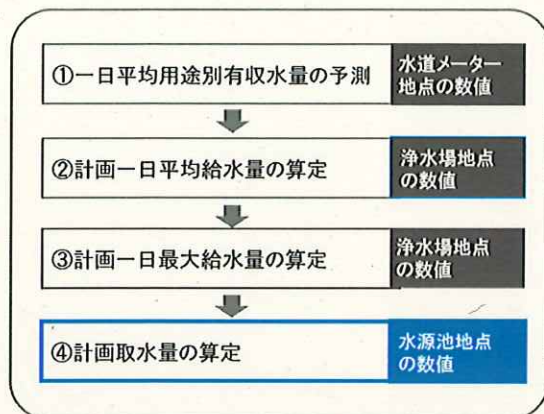 ①一日平均用途別有収水量の予測
水道メーター
地点の数値
②計画一日平均給水量の算定
浄水場地点
の数値
③計画一日最大給水量の算定
浄水場地点
の数値
④計画取水量の算定
水源池地点
の数値